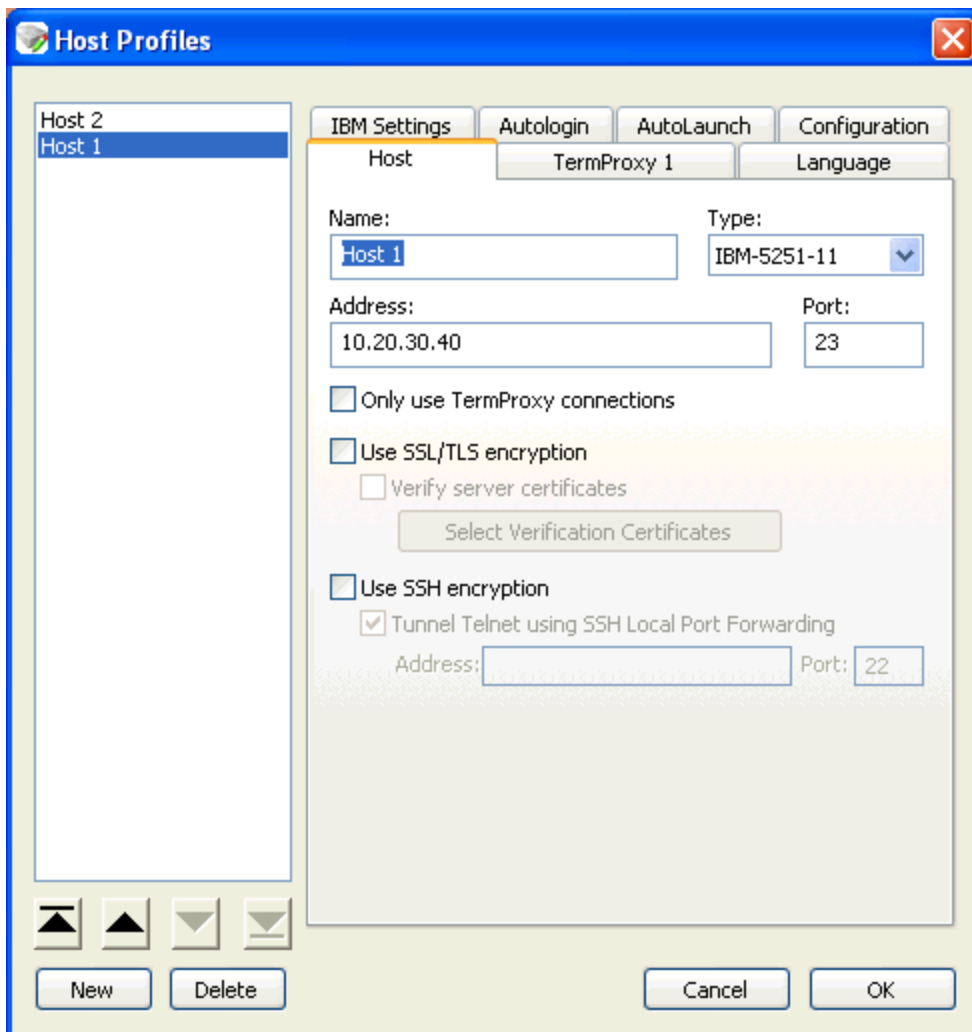 Host Profiles
Host 2
Host 1
IBM Settings Autologin AutoLaunch Configuration
Host TermProxy 1 Language
Name: Type:
Host 1 IBM-5251-11
Address: Port:
10.20.30.40 23
Only use TermProxy connections
Use SSL/TLS encryption
Verify server certificates
Select Verification Certificates
Use SSH encryption
Tunnel Telnet using SSH Local Port Forwarding
Address: Port: 22
New Delete Cancel OK